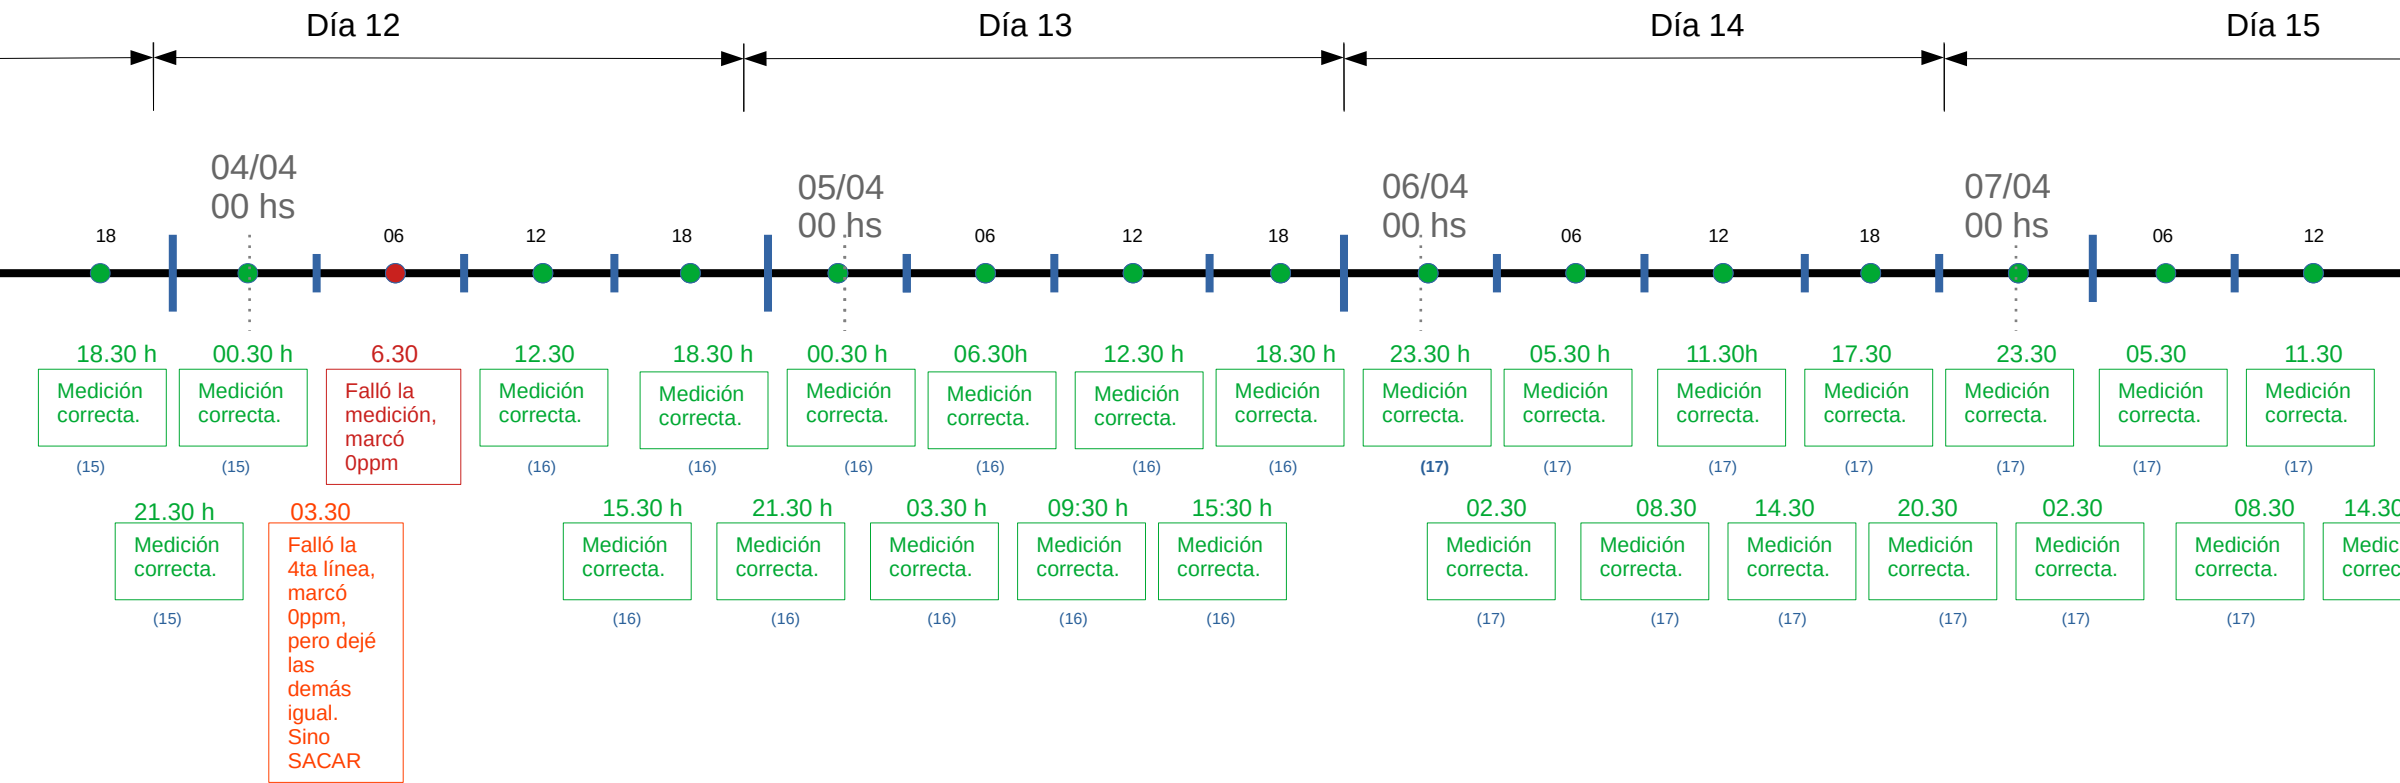 Día 12
Día 13
Día 14
Día 15
04/04
00 hs
05/04
00 hs
06/04
00 hs
07/04
00 hs
18
06
12
18
06
12
18
06
12
18
06
12
18.30 h
00.30 h
6.30
12.30
18.30 h
00.30 h
06.30h
12.30 h
18.30 h
23.30 h
05.30 h
11.30h
17.30
23.30
05.30
11.30
Medición
correcta.
Medición
correcta.
Falló la
medición,
marcó
0ppm
Medición
correcta.
Medición
correcta.
Medición
correcta.
Medición
correcta.
Medición
correcta.
Medición
correcta.
Medición
correcta.
Medición
correcta.
Medición
correcta.
Medición
correcta.
Medición
correcta.
Medición
correcta.
Medición
correcta.
(15)
(15)
(16)
(16)
(16)
(16)
(16)
(16)
(17)
(17)
(17)
(17)
(17)
(17)
(17)
21.30 h
03.30
15.30 h
21.30 h
03.30 h
09:30 h
15:30 h
02.30
08.30
14.30
20.30
02.30
08.30
14.30
Medición
correcta.
Falló la
4ta línea,
marcó
0ppm,
pero dejé
las
demás
igual.
Sino
SACAR
Medición
correcta.
Medición
correcta.
Medición
correcta.
Medición
correcta.
Medición
correcta.
Medición
correcta.
Medición
correcta.
Medición
correcta.
Medición
correcta.
Medición
correcta.
Medición
correcta.
Medic
correc
(15)
(16)
(16)
(16)
(16)
(16)
(17)
(17)
(17)
(17)
(17)
(17)